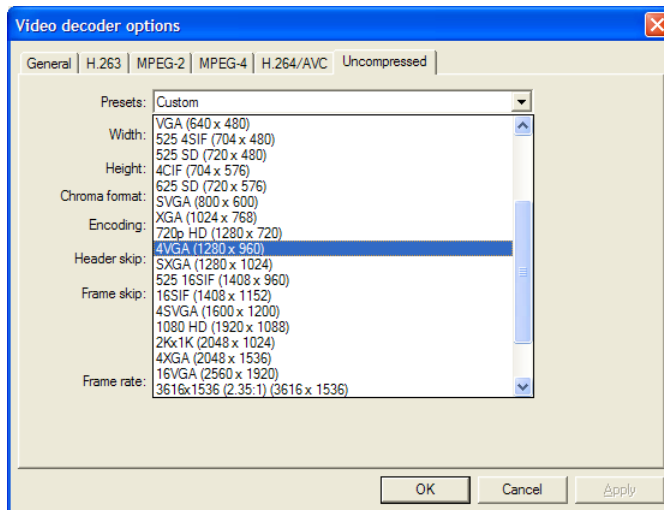 Video decoder options
General H.263 MPEG-2 MPEG-4 H.264/AVC Uncompressed
Presets: Custom
VGA (640 x 480)
Width:
525 4SIF (704 x 480)
525 SD (720 x 480)
Height:
4CIF (704 x 576)
625 SD (720 x 576)
Chroma format:
SVGA (800 x 600)
XGA (1024 x 768)
Encoding:
720p HD (1280 x 720)
4VGA (1280 x 960)
Header skip:
SXGA (1280 x 1024)
525 16SIF (1408 x 960)
Frame skip:
16SIF (1408 x 1152)
4SVGA (1600 x 1200)
1080 HD (1920 x 1088)
2Kx1K (2048 x 1024)
4XGA (2048 x 1536)
16VGA (2560 x 1920)
Frame rate:
3616x1536 (2.35:1) (3616 x 1536)
OK Cancel Apply